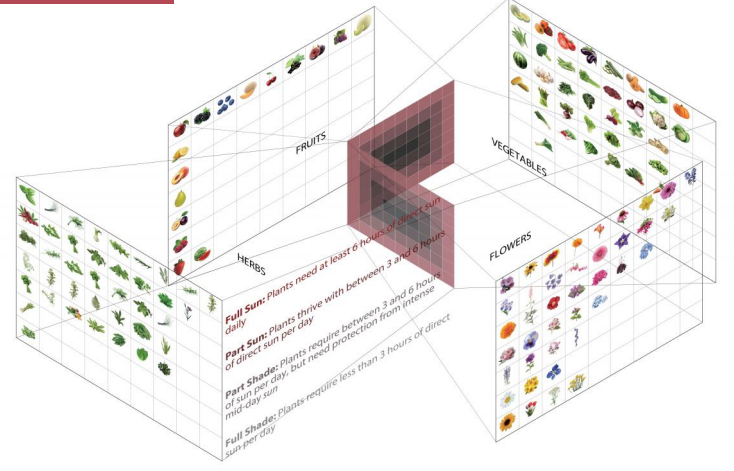 FRUITS
VEGETABLES
HERBS
FLOWERS
Full Sun: Plants need at least 6 hours of direct sun
daily
Part Sun: Plants thrive with between 3 and 6 hours
of direct sun per day
Part Shade: Plants require between 3 and 6 hours
of sun per day, but need protection from intense
mid-day sun
Full Shade: Plants require less than 3 hours of direct
sun per day